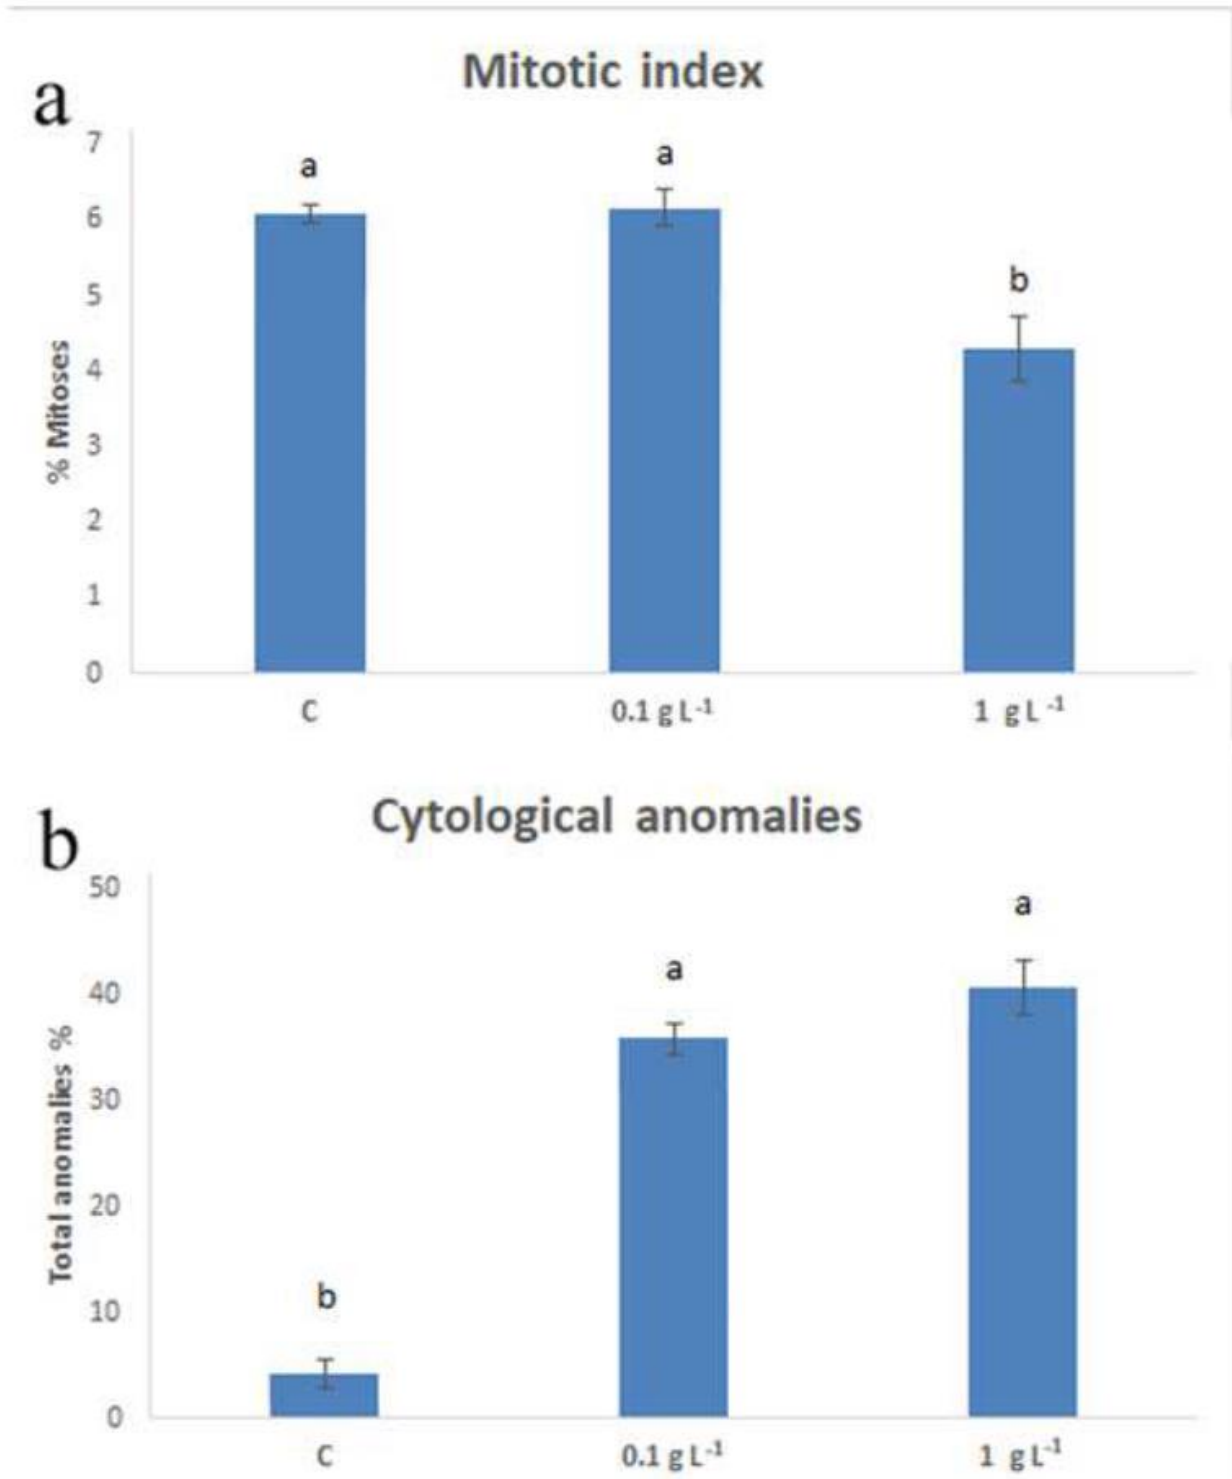 Mitotic index
a
7
6
5
4
3
2
1
0
% Mitoses
a
a
b
C
0.1 g L⁻¹
1 g L⁻¹
Cytological anomalies
b
50
40
30
20
10
0
Total anomalies %
b
a
a
C
0.1 g L⁻¹
1 g L⁻¹